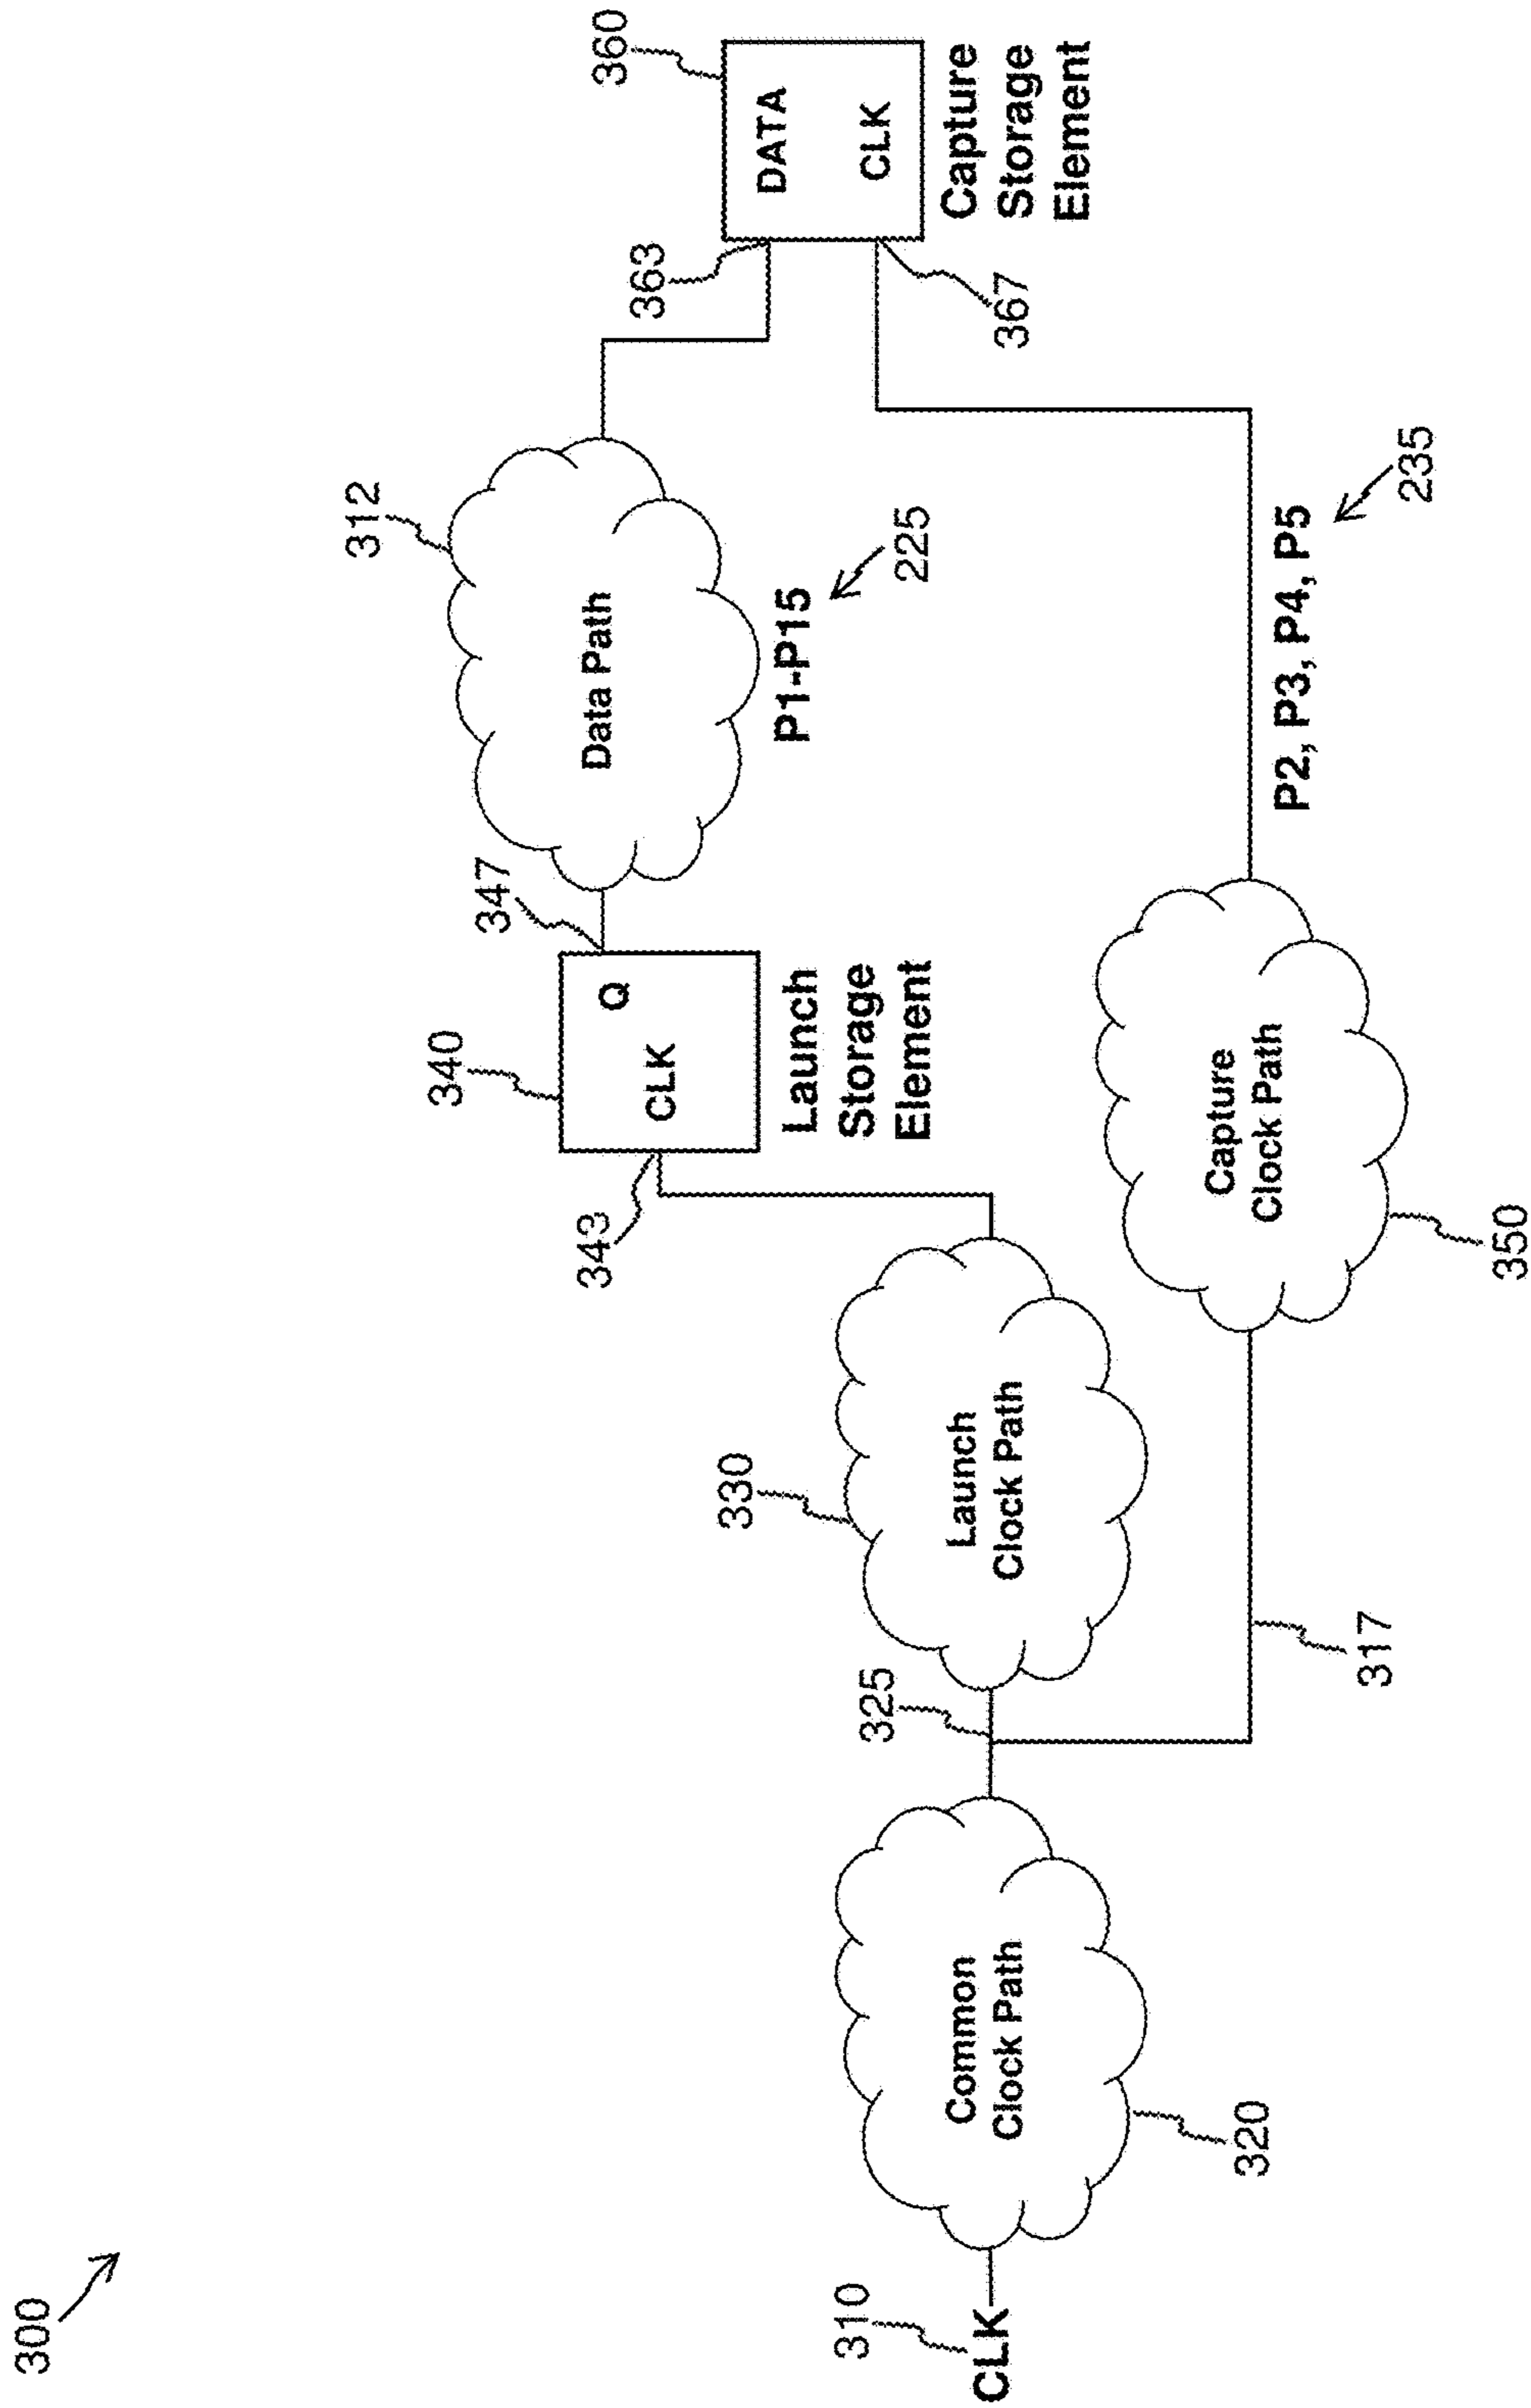 300
310
CLK
Common
Clock Path
320
325
317
330
Launch
Clock Path
343
340
CLK
Q
347
Launch
Storage
Element
Capture
Clock Path
350
312
Data Path
P1-P15
225
P2, P3, P4, P5
235
363
367
360
DATA
CLK
Capture
Storage
Element